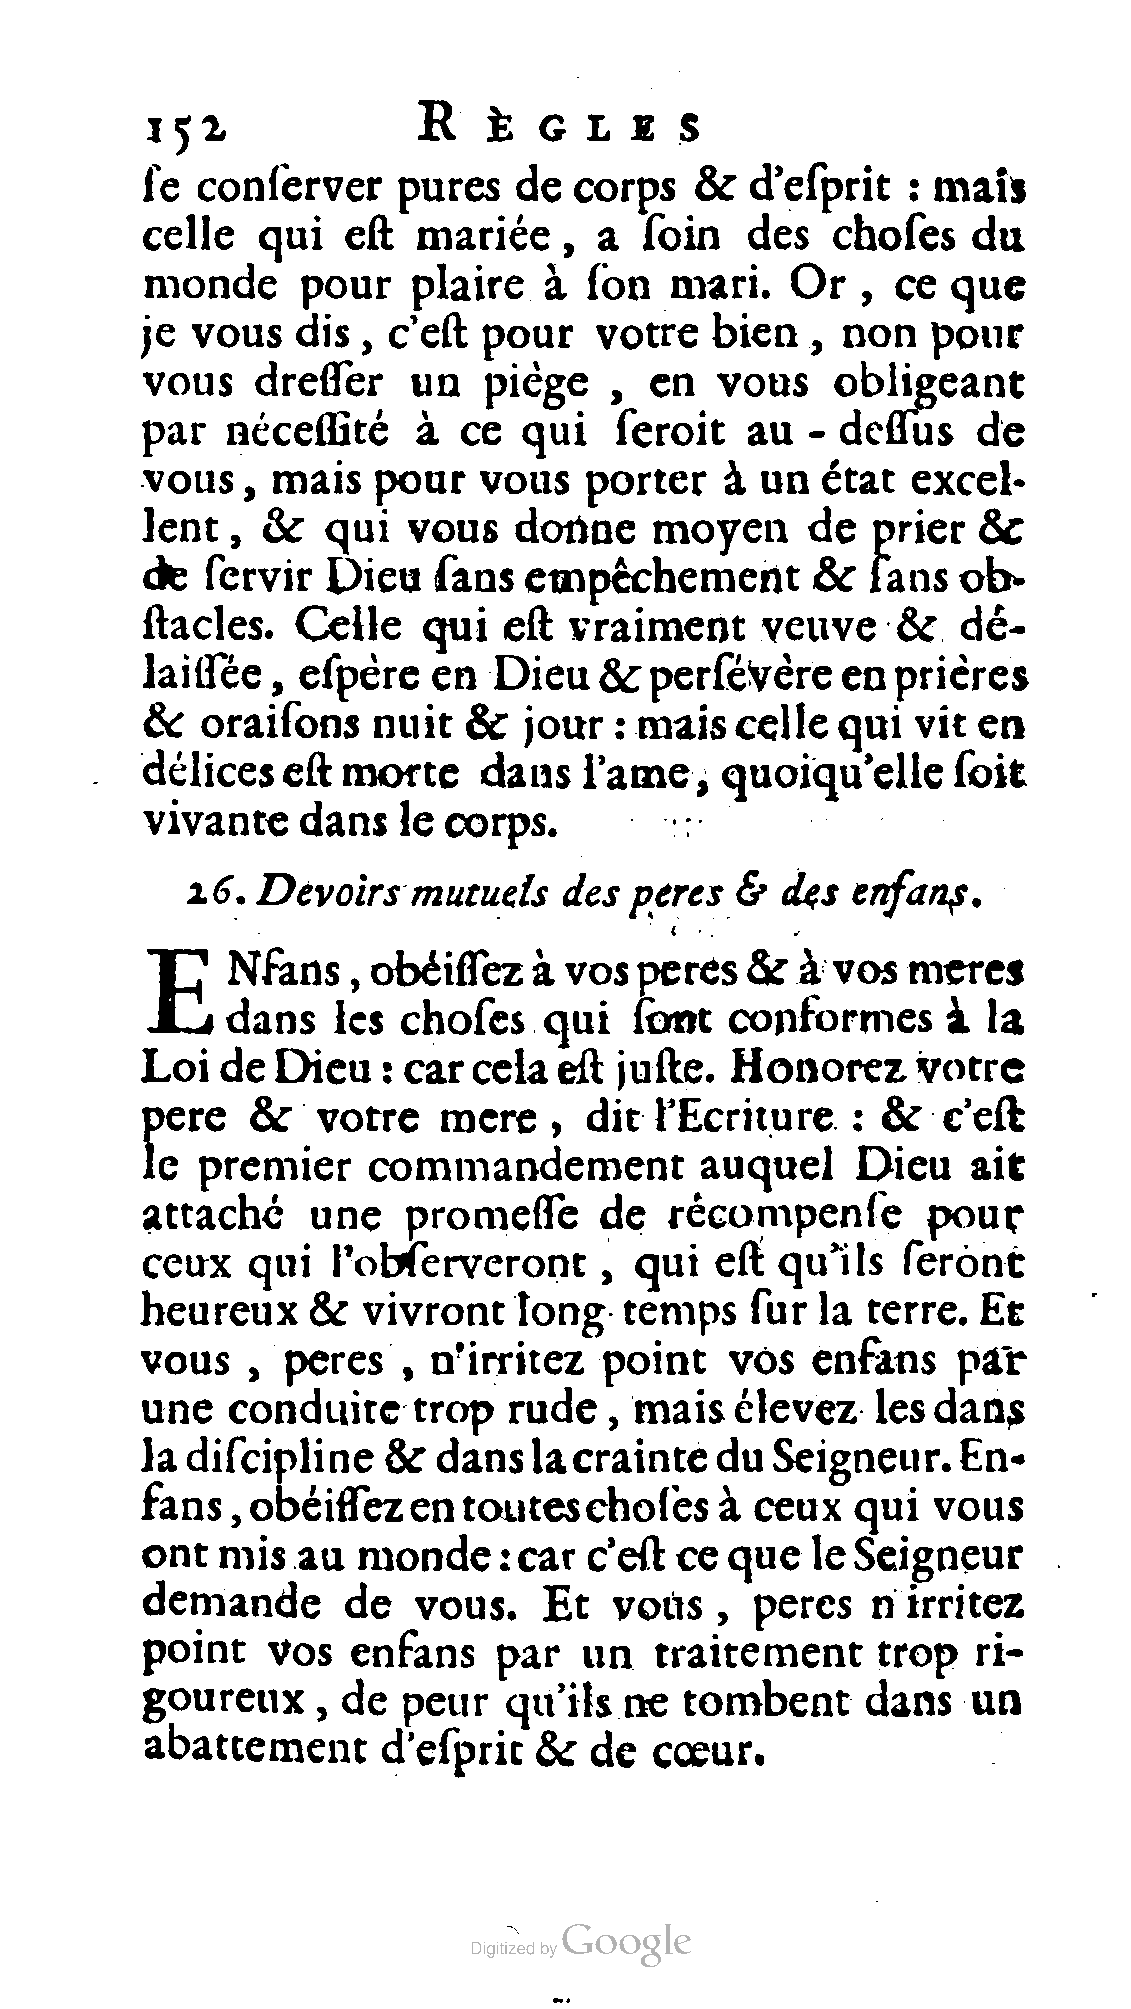 152 RÈGLES
ſe conſerver pures de corps & d'eſprit : mais
celle qui eſt mariée, a ſoin des choſes du
monde pour plaire à ſon mari. Or, ce que
je vous dis, c'eſt pour votre bien, non pour
vous dreſſer un piège, en vous obligeant
par néceſſité à ce qui ſeroit au-deſſus de
vous, mais pour vous porter à un état excel-
lent, & qui vous donne moyen de prier &
de ſervir Dieu ſans empêchement & ſans ob-
ſtacles. Celle qui eſt vraiment veuve & dé-
laiſſée, eſpère en Dieu & perſévère en prières
& oraiſons nuit & jour : mais celle qui vit en
délices eſt morte dans l'ame, quoiqu'elle ſoit
vivante dans le corps.
26. Devoirs mutuels des peres & des enfans.
ENfans, obéiſſez à vos peres & à vos meres
dans les choſes qui ſont conformes à la
Loi de Dieu : car cela eſt juſte. Honorez votre
pere & votre mere, dit l'Ecriture : & c'eſt
le premier commandement auquel Dieu ait
attaché une promeſſe de récompenſe pour
ceux qui l'obſerveront, qui eſt qu'ils ſeront
heureux & vivront long-temps ſur la terre. Et
vous, peres, n'irritez point vos enfans par
une conduite trop rude, mais élevez-les dans
la diſcipline & dans la crainte du Seigneur. En-
fans, obéiſſez en toutes choſes à ceux qui vous
ont mis au monde : car c'eſt ce que le Seigneur
demande de vous. Et vous, peres n'irritez
point vos enfans par un traitement trop ri-
goureux, de peur qu'ils ne tombent dans un
abattement d'eſprit & de cœur.
Digitized by Google